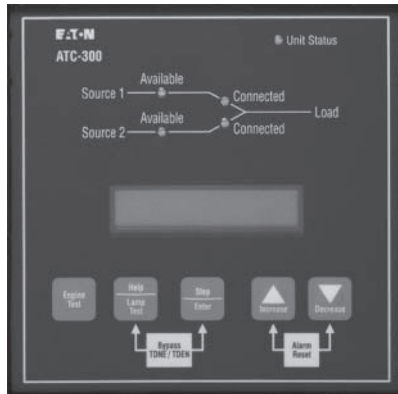 EATON
ATC-300
Unit Status
Available
Source 1
Connected
Load
Available
Source 2
Connected
Engine
Test
Help
Lamp
Test
Step
Enter
Increase
Decrease
Bypass
TDNE / TDEN
Alarm
Reset